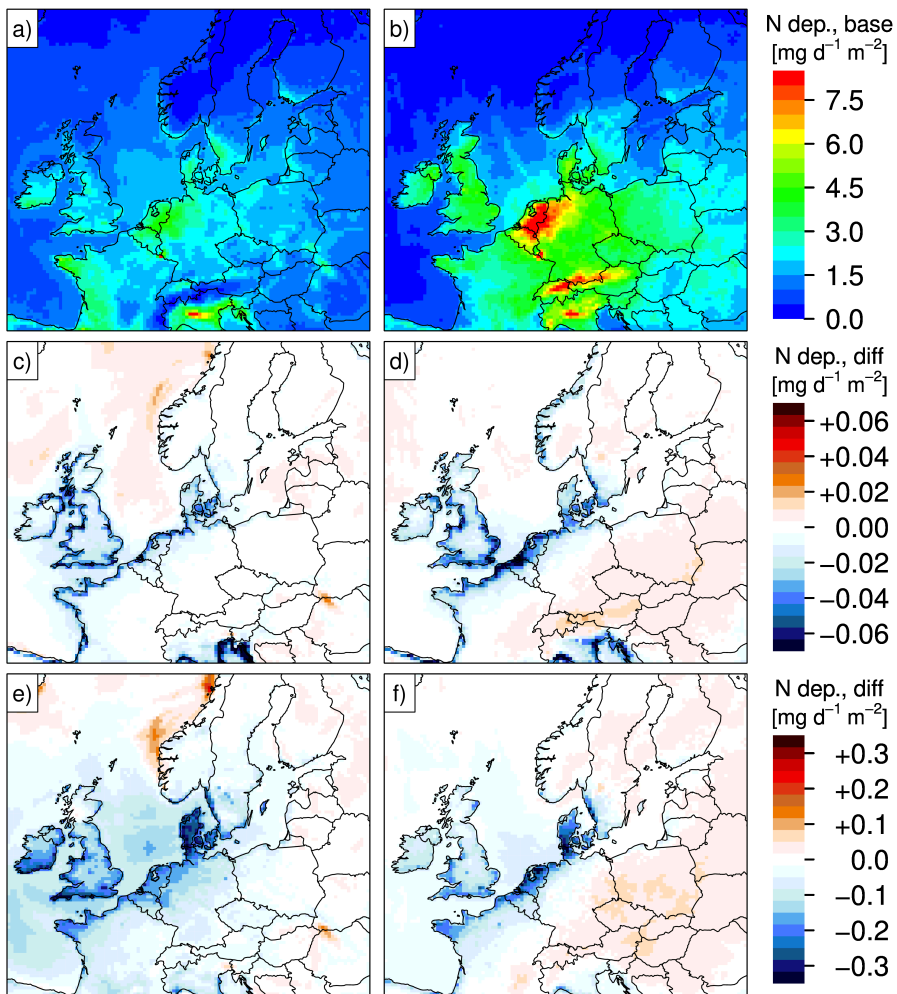 a)
b)
N dep., base
[mg d⁻¹ m⁻²]
7.5
6.0
4.5
3.0
1.5
0.0
c)
d)
N dep., diff
[mg d⁻¹ m⁻²]
+0.06
+0.04
+0.02
0.00
−0.02
−0.04
−0.06
e)
f)
N dep., diff
[mg d⁻¹ m⁻²]
+0.3
+0.2
+0.1
0.0
−0.1
−0.2
−0.3